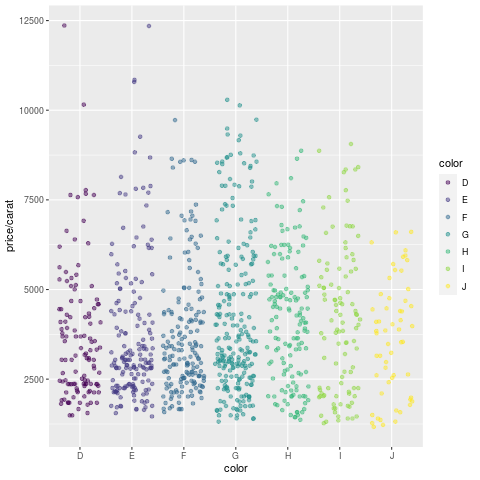 12500
10000
7500
5000
2500
price/carat
D E F G H I J
color
color
D
E
F
G
H
I
J